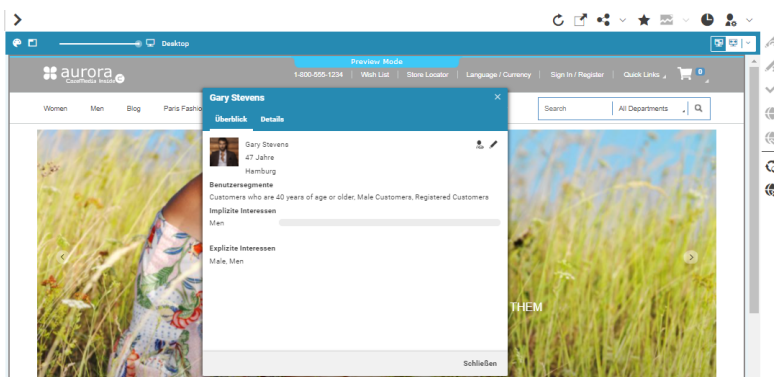 Desktop
Preview Mode
aurora
CoreMedia Inside
1-800-555-1234 Wish List Store Locator Language / Currency Sign In / Register Quick Links 0
Women Men Blog Paris Fashio
Search All Departments
Gary Stevens
Überblick Details
Gary Stevens
47 Jahre
Hamburg
Benutzersegmente
Customers who are 40 years of age or older, Male Customers, Registered Customers
Implizite Interessen
Men
Explizite Interessen
Male, Men
THEM
Schließen